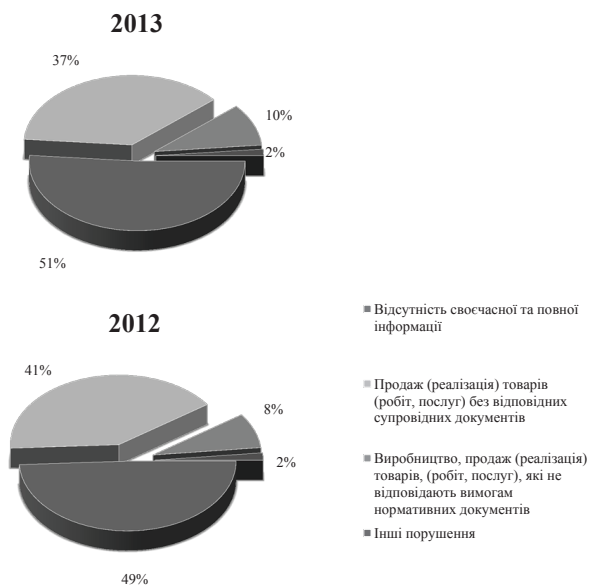 2013
37%
10%
2%
51%
2012
41%
8%
2%
49%
Відсутність своєчасної та повної
інформації
Продаж (реалізація) товарів
(робіт, послуг) без відповідних
супровідних документів
Виробництво, продаж (реалізація)
товарів, (робіт, послуг), які не
відповідають вимогам
нормативних документів
Інші порушення